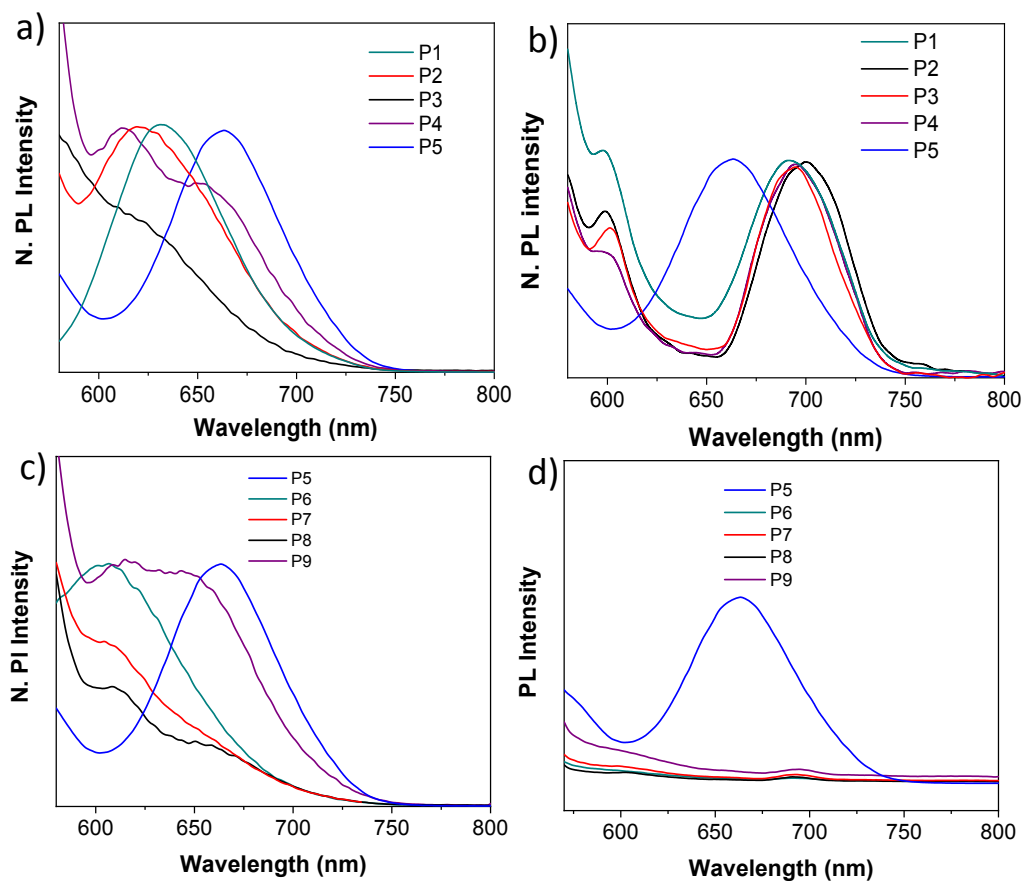 a)
P1
P2
P3
P4
P5
N. PL Intensity
600 650 700 750 800
Wavelength (nm)
b)
P1
P2
P3
P4
P5
N. PL intensity
600 650 700 750 800
Wavelength (nm)
c)
P5
P6
P7
P8
P9
N. PI Intensity
600 650 700 750 800
Wavelength (nm)
d)
P5
P6
P7
P8
P9
PL Intensity
600 650 700 750 800
Wavelength (nm)